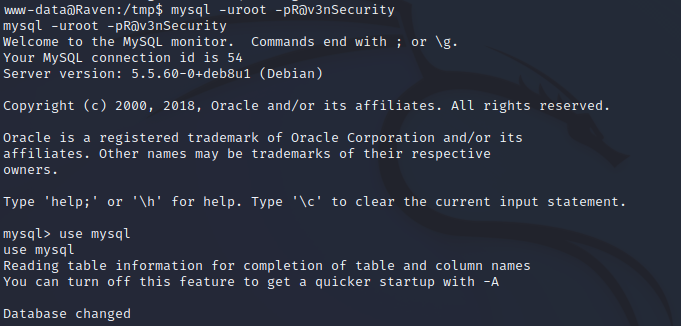 www-data@Raven:/tmp$ mysql -uroot -pR@v3nSecurity
mysql -uroot -pR@v3nSecurity
Welcome to the MySQL monitor.  Commands end with ; or \g.
Your MySQL connection id is 54
Server version: 5.5.60-0+deb8u1 (Debian)

Copyright (c) 2000, 2018, Oracle and/or its affiliates. All rights reserved.

Oracle is a registered trademark of Oracle Corporation and/or its
affiliates. Other names may be trademarks of their respective
owners.

Type 'help;' or '\h' for help. Type '\c' to clear the current input statement.

mysql> use mysql
use mysql
Reading table information for completion of table and column names
You can turn off this feature to get a quicker startup with -A

Database changed